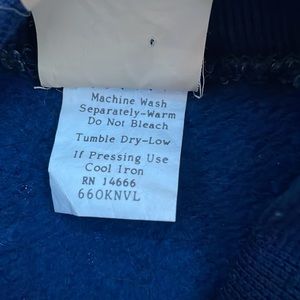 Machine Wash
Separately-Warm
Do Not Bleach
Tumble Dry-Low
If Pressing Use
Cool Iron
RN 14666
660KNVL